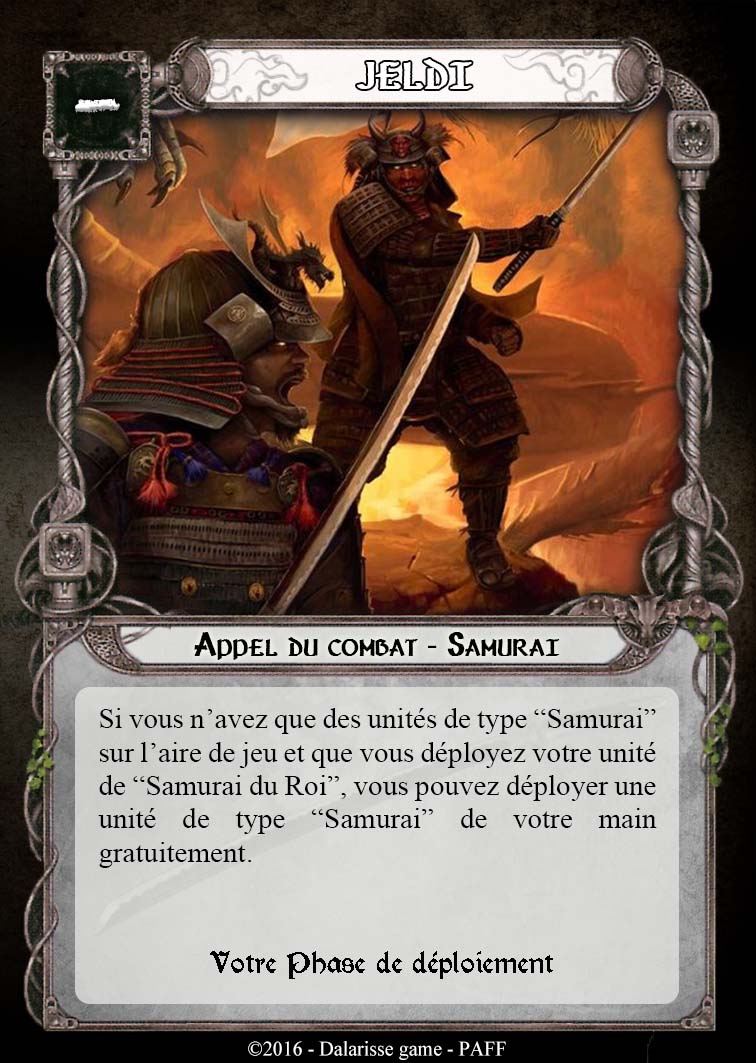 -
JELDI
Appel du combat - Samurai
Si vous n’avez que des unités de type “Samurai”
sur l’aire de jeu et que vous déployez votre unité
de “Samurai du Roi”, vous pouvez déployer une
unité de type “Samurai” de votre main
gratuitement.
Votre Phase de déploiement
©2016 - Dalarisse game - PAFF